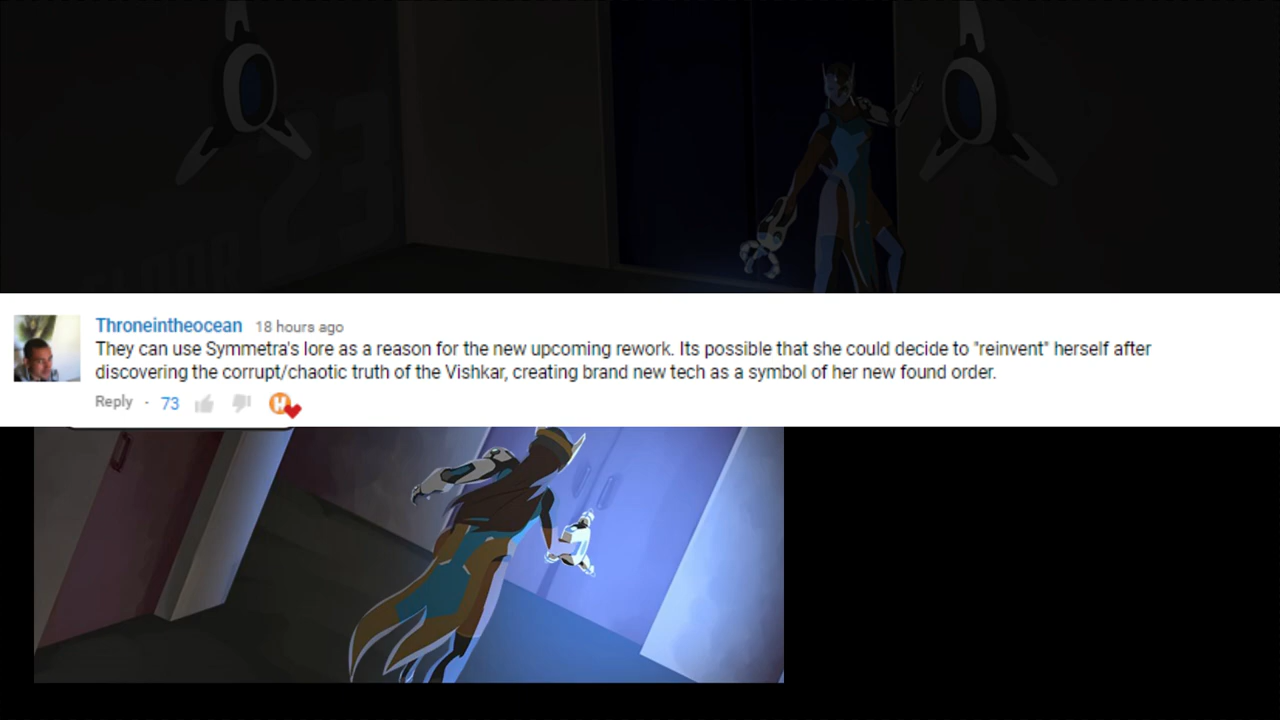 FLOOR 23
Throneintheocean 18 hours ago
They can use Symmetra's lore as a reason for the new upcoming rework. Its possible that she could decide to "reinvent" herself after
discovering the corrupt/chaotic truth of the Vishkar, creating brand new tech as a symbol of her new found order.
Reply · 73
H